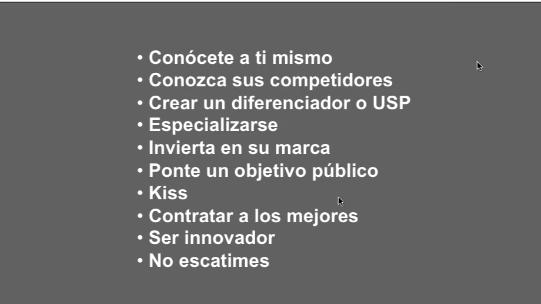 • Conócete a ti mismo
• Conozca sus competidores
• Crear un diferenciador o USP
• Especializarse
• Invierta en su marca
• Ponte un objetivo público
• Kiss
• Contratar a los mejores
• Ser innovador
• No escatimes